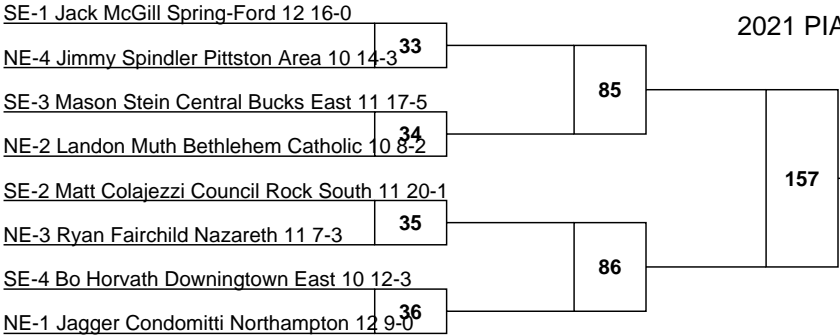 SE-1 Jack McGill Spring-Ford 12 16-0
2021 PIA
33
NE-4 Jimmy Spindler Pittston Area 10 14-3
85
SE-3 Mason Stein Central Bucks East 11 17-5
34
NE-2 Landon Muth Bethlehem Catholic 10 8-2
157
SE-2 Matt Colajezzi Council Rock South 11 20-1
35
NE-3 Ryan Fairchild Nazareth 11 7-3
86
SE-4 Bo Horvath Downingtown East 10 12-3
36
NE-1 Jagger Condomitti Northampton 12 9-0